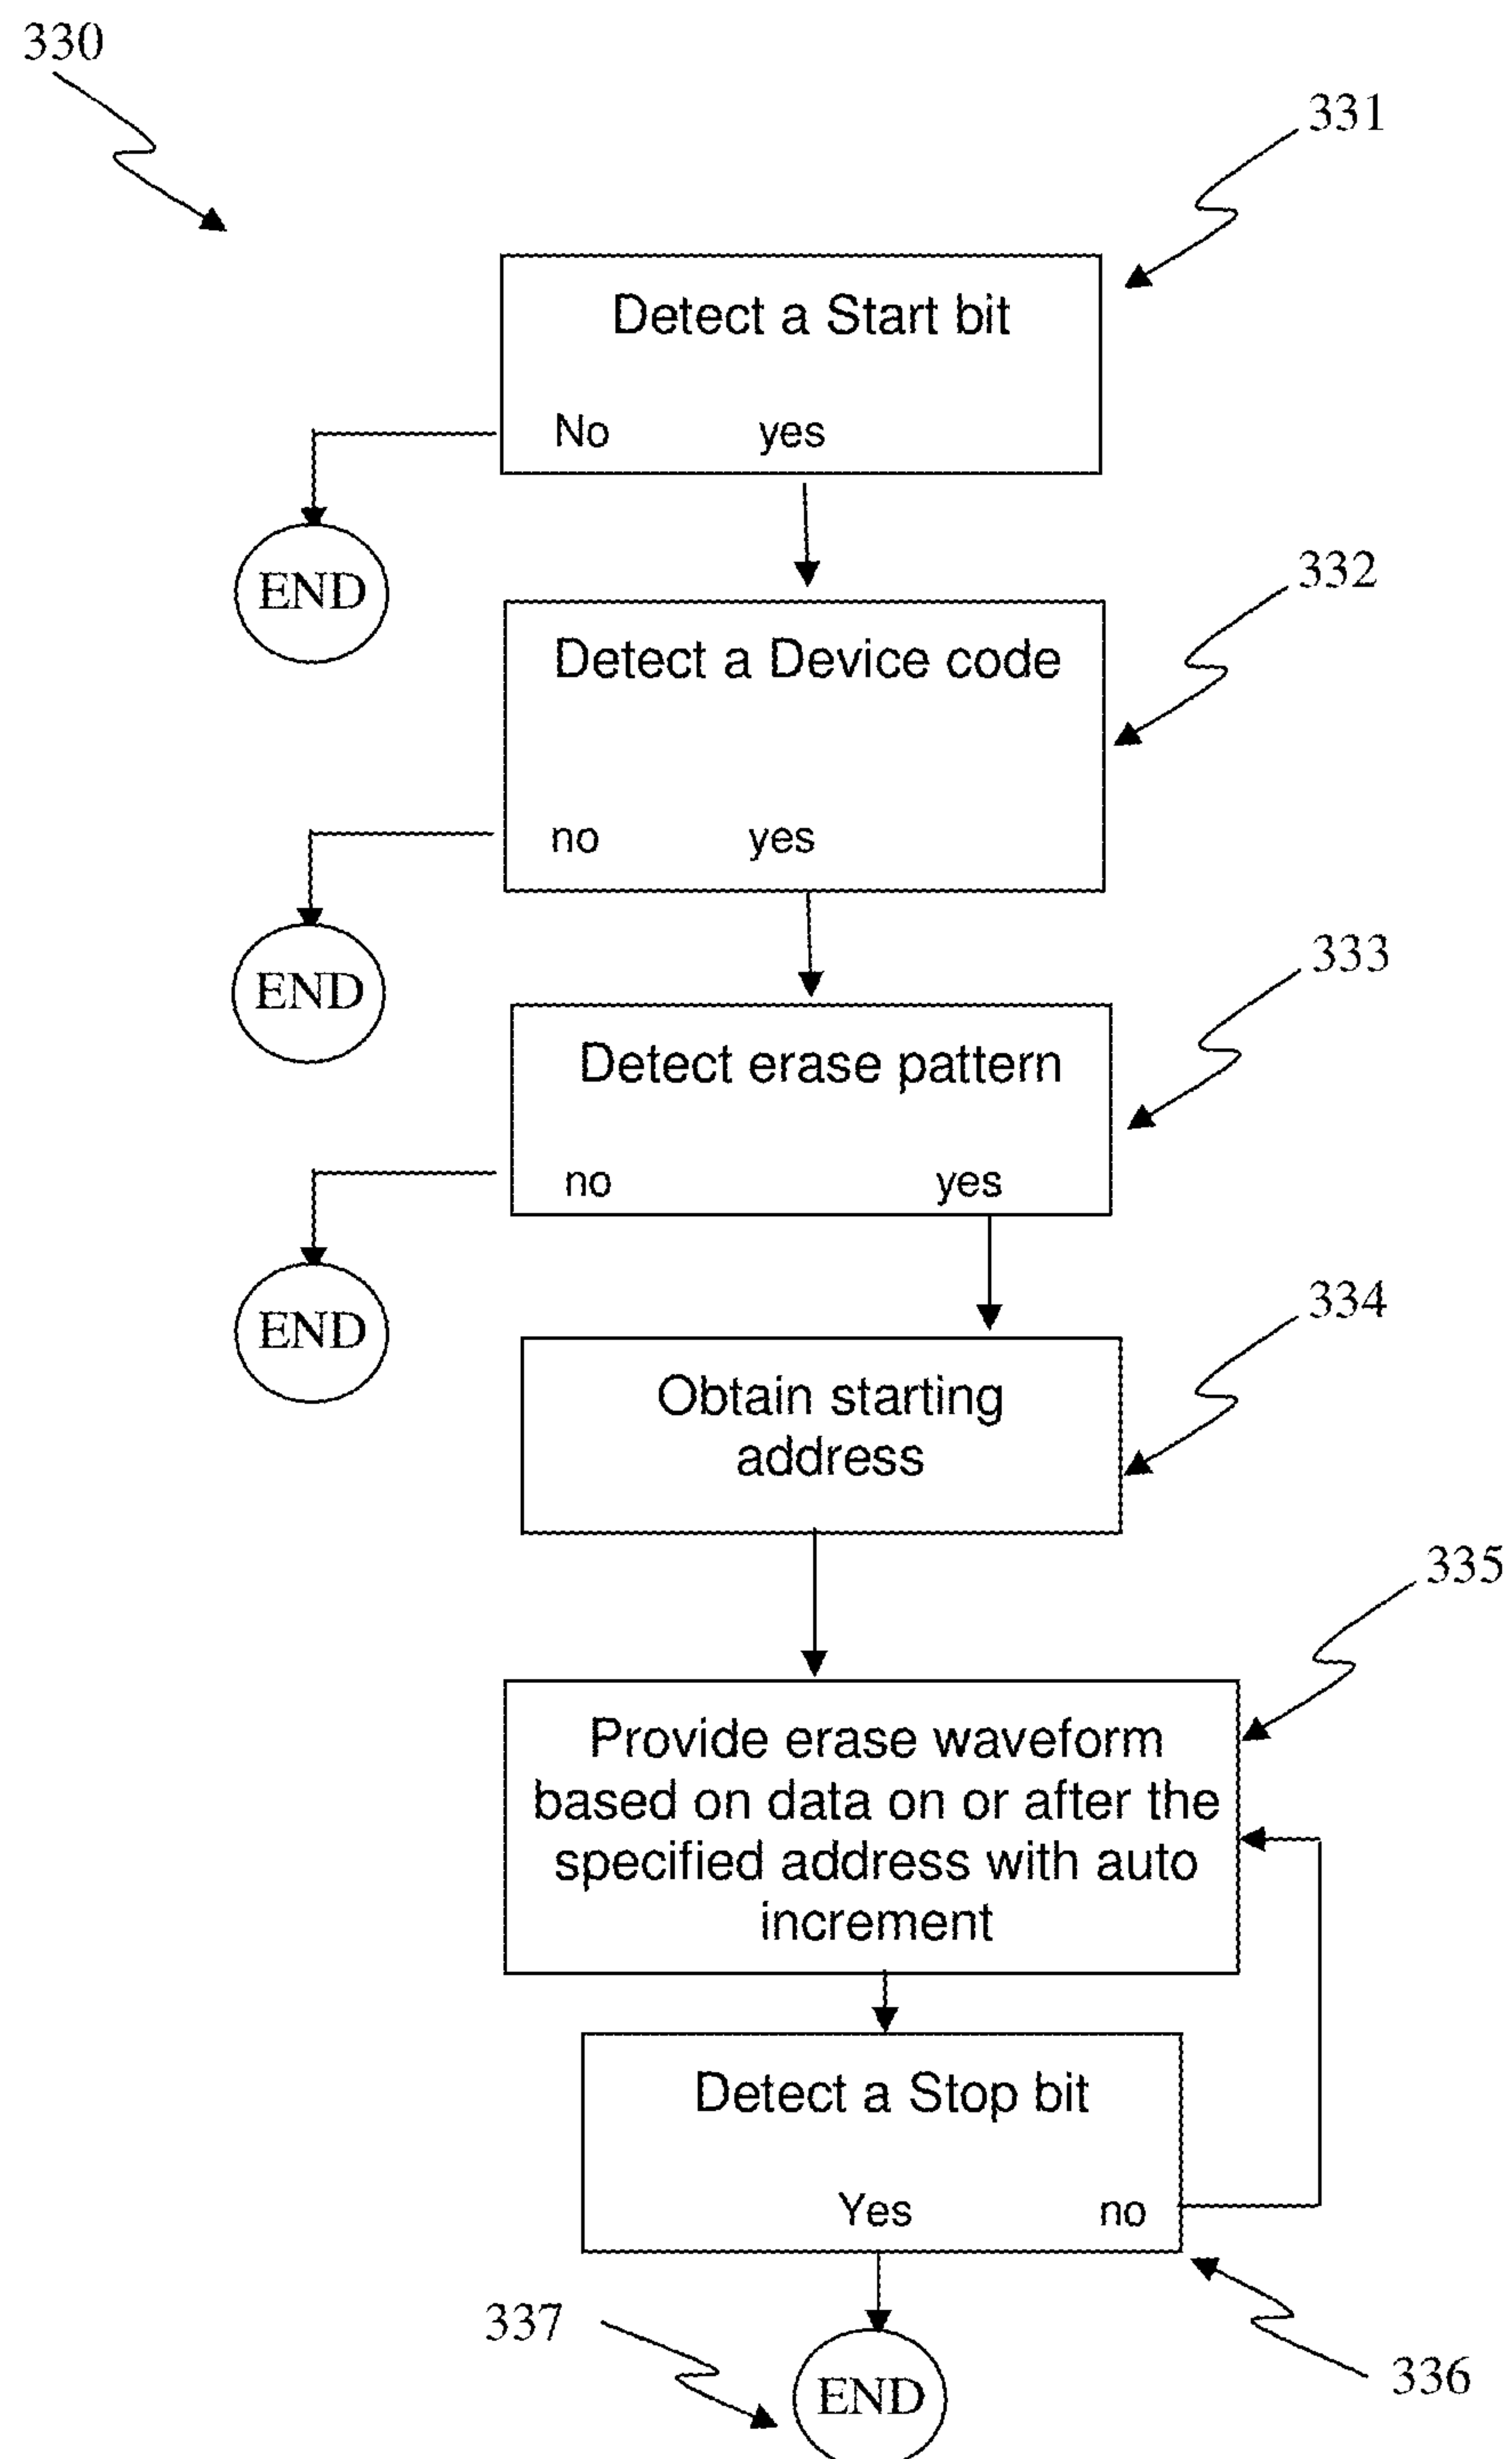 330
331
Detect a Start bit
No yes
END
332
Detect a Device code
no yes
END
333
Detect erase pattern
no yes
END
334
Obtain starting
address
335
Provide erase waveform
based on data on or after the
specified address with auto
increment
Detect a Stop bit
Yes no
337
END
336